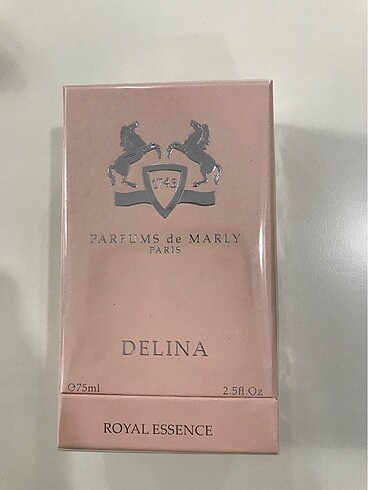 1743
PARFUMS de MARLY
PARIS
DELINA
℮75ml 2.5fl.Oz
ROYAL ESSENCE